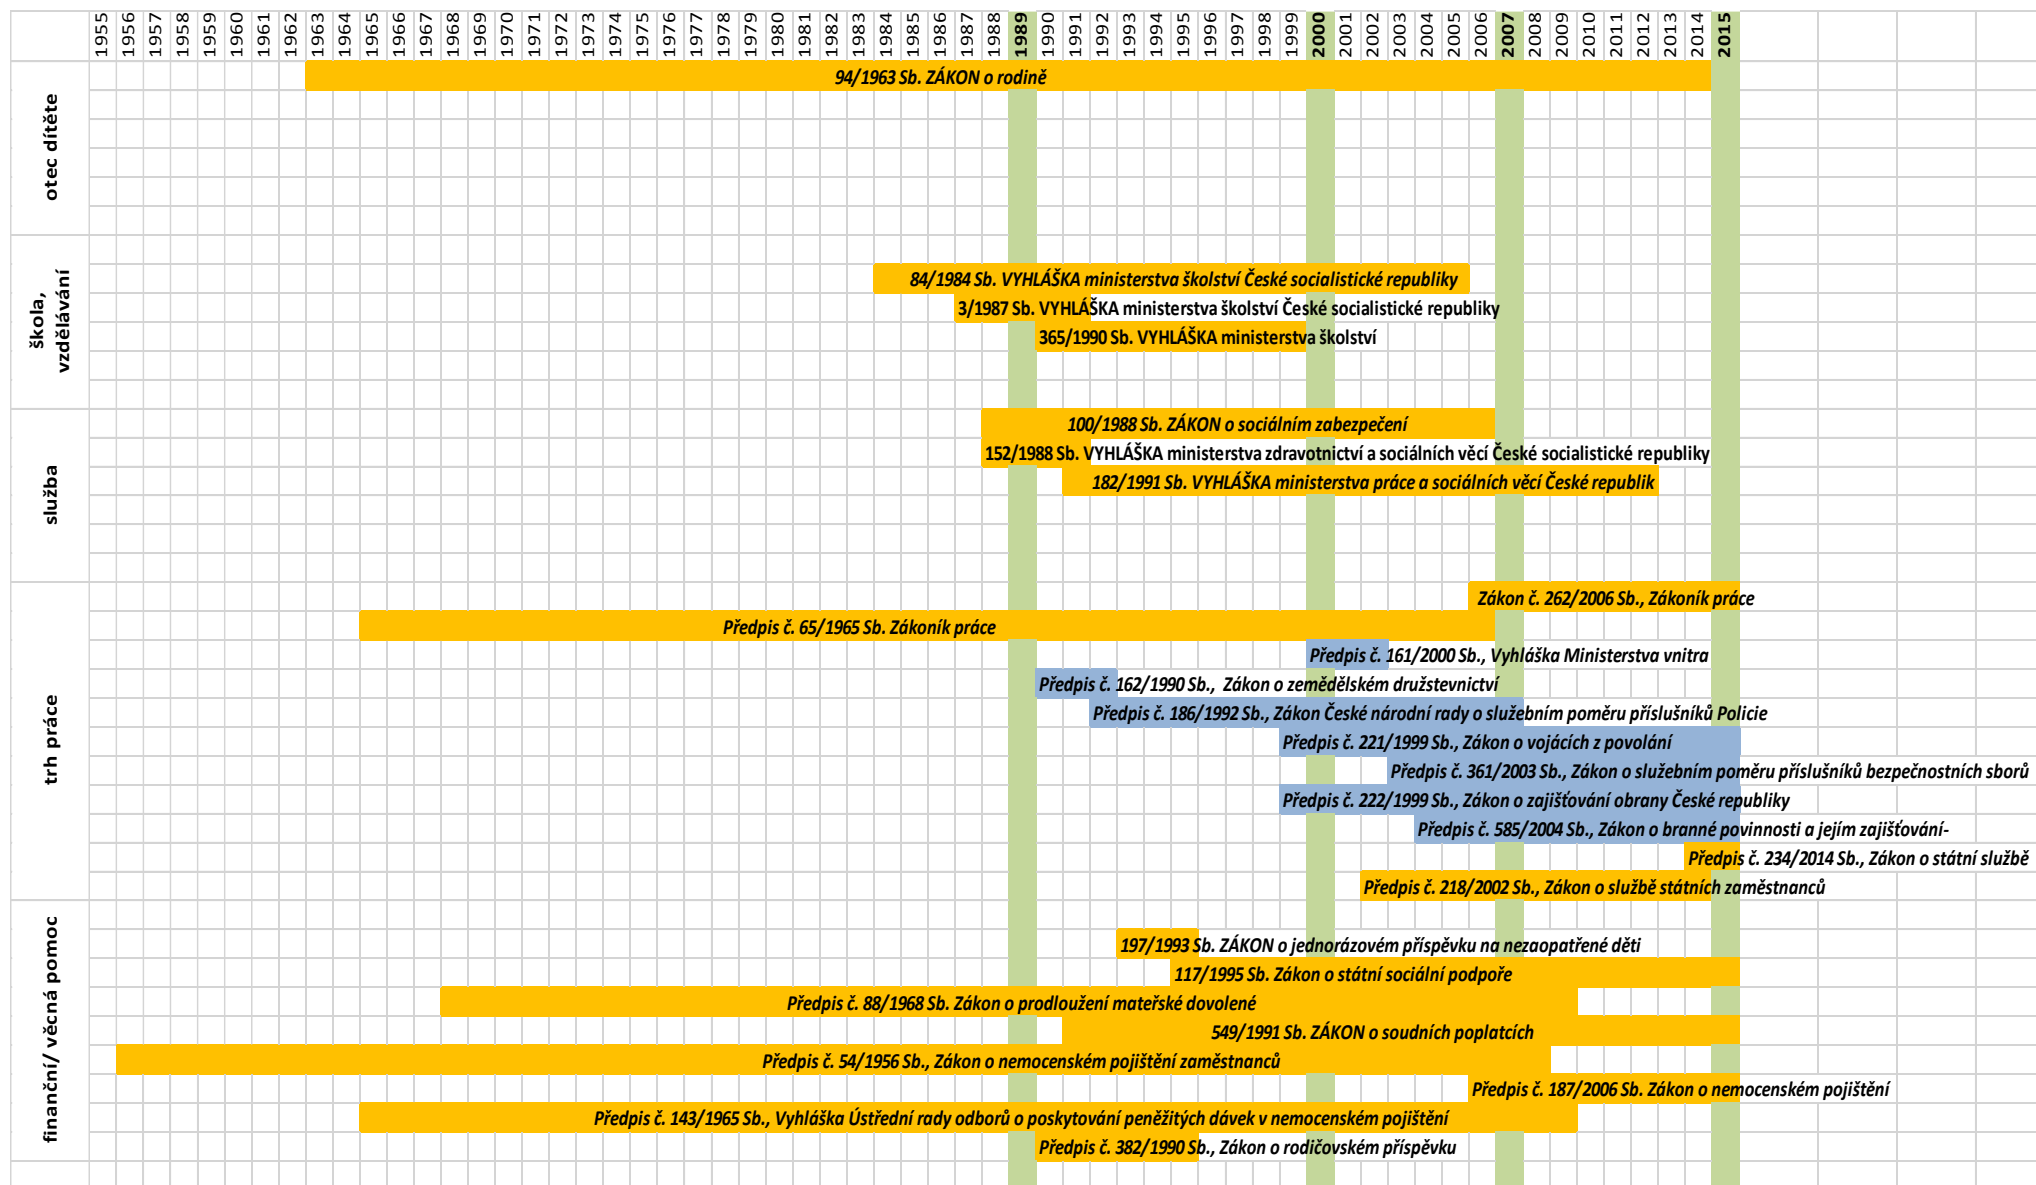 1955 1956 1957 1958 1959 1960 1961 1962 1963 1964 1965 1966 1967 1968 1969 1970 1971 1972 1973 1974 1975 1976 1977 1978 1979 1980 1981 1982 1983 1984 1985 1986 1987 1988 1989 1990 1991 1992 1993 1994 1995 1996 1997 1998 1999 2000 2001 2002 2003 2004 2005 2006 2007 2008 2009 2010 2011 2012 2013 2014 2015
otec dítěte
94/1963 Sb. ZÁKON o rodině
škola,
vzdělávání
84/1984 Sb. VYHLÁŠKA ministerstva školství České socialistické republiky
3/1987 Sb. VYHLÁŠKA ministerstva školství České socialistické republiky
365/1990 Sb. VYHLÁŠKA ministerstva školství
služba
100/1988 Sb. ZÁKON o sociálním zabezpečení
152/1988 Sb. VYHLÁŠKA ministerstva zdravotnictví a sociálních věcí České socialistické republiky
182/1991 Sb. VYHLÁŠKA ministerstva práce a sociálních věcí České republik
trh práce
Zákon č. 262/2006 Sb., Zákoník práce
Předpis č. 65/1965 Sb. Zákoník práce
Předpis č. 161/2000 Sb., Vyhláška Ministerstva vnitra
Předpis č. 162/1990 Sb., Zákon o zemědělském družstevnictví
Předpis č. 186/1992 Sb., Zákon České národní rady o služebním poměru příslušníků Policie
Předpis č. 221/1999 Sb., Zákon o vojácích z povolání
Předpis č. 361/2003 Sb., Zákon o služebním poměru příslušníků bezpečnostních sborů
Předpis č. 222/1999 Sb., Zákon o zajišťování obrany České republiky
Předpis č. 585/2004 Sb., Zákon o branné povinnosti a jejím zajišťování-
Předpis č. 234/2014 Sb., Zákon o státní službě
Předpis č. 218/2002 Sb., Zákon o službě státních zaměstnanců
finanční/ věcná pomoc
197/1993 Sb. ZÁKON o jednorázovém příspěvku na nezaopatřené děti
117/1995 Sb. Zákon o státní sociální podpoře
Předpis č. 88/1968 Sb. Zákon o prodloužení mateřské dovolené
549/1991 Sb. ZÁKON o soudních poplatcích
Předpis č. 54/1956 Sb., Zákon o nemocenském pojištění zaměstnanců
Předpis č. 187/2006 Sb. Zákon o nemocenském pojištění
Předpis č. 143/1965 Sb., Vyhláška Ústřední rady odborů o poskytování peněžitých dávek v nemocenském pojištění
Předpis č. 382/1990 Sb., Zákon o rodičovském příspěvku